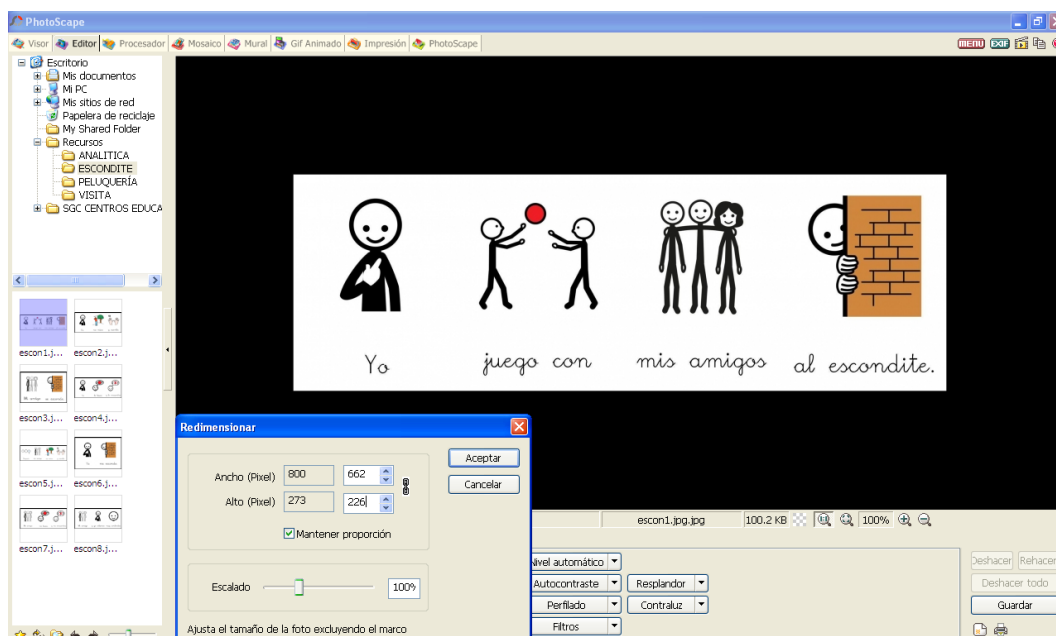 PhotoScape
Visor Editor Procesador Mosaico Mural Gif Animado Impresión PhotoScape
MENU EXIF
Escritorio
Mis documentos
Mi PC
Mis sitios de red
Papelera de reciclaje
My Shared Folder
Recursos
ANALITICA
ESCONDITE
PELUQUERÍA
VISITA
SGC CENTROS EDUCA
Yo juego con mis amigos al escondite.
escon1.j... escon2.j...
escon3.j... escon4.j...
escon5.j... escon6.j...
escon7.j... escon8.j...
Redimensionar
Ancho (Pixel) 800 662
Alto (Pixel) 273 226
Mantener proporción
Aceptar
Cancelar
Escalado 100%
Ajusta el tamaño de la foto excluyendo el marco
escon1.jpg.jpg 100.2 KB 100%
Nivel automático
Autocontraste Resplandor
Perfilado Contraluz
Filtros
Deshacer Rehacer
Deshacer todo
Guardar